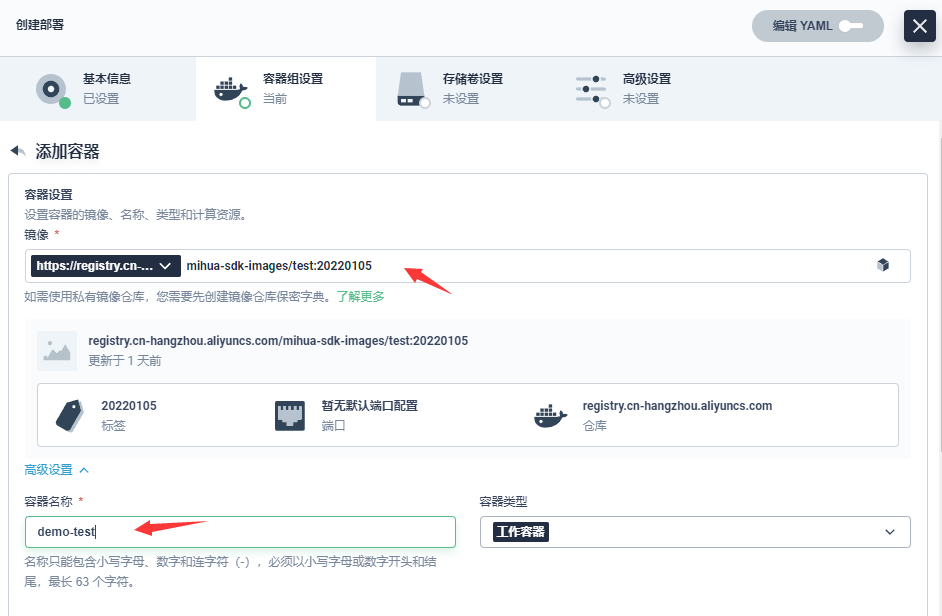 创建部署
编辑 YAML
基本信息
已设置
容器组设置
当前
存储卷设置
未设置
高级设置
未设置
添加容器
容器设置
设置容器的镜像、名称、类型和计算资源。
镜像 *
https://registry.cn-... mihua-sdk-images/test:20220105
如需使用私有镜像仓库，您需要先创建镜像仓库保密字典。了解更多
registry.cn-hangzhou.aliyuncs.com/mihua-sdk-images/test:20220105
更新于 1 天前
20220105
标签
暂无默认端口配置
端口
registry.cn-hangzhou.aliyuncs.com
仓库
高级设置
容器名称 *
demo-test
名称只能包含小写字母、数字和连字符（-），必须以小写字母或数字开头和结
尾，最长 63 个字符。
容器类型
工作容器